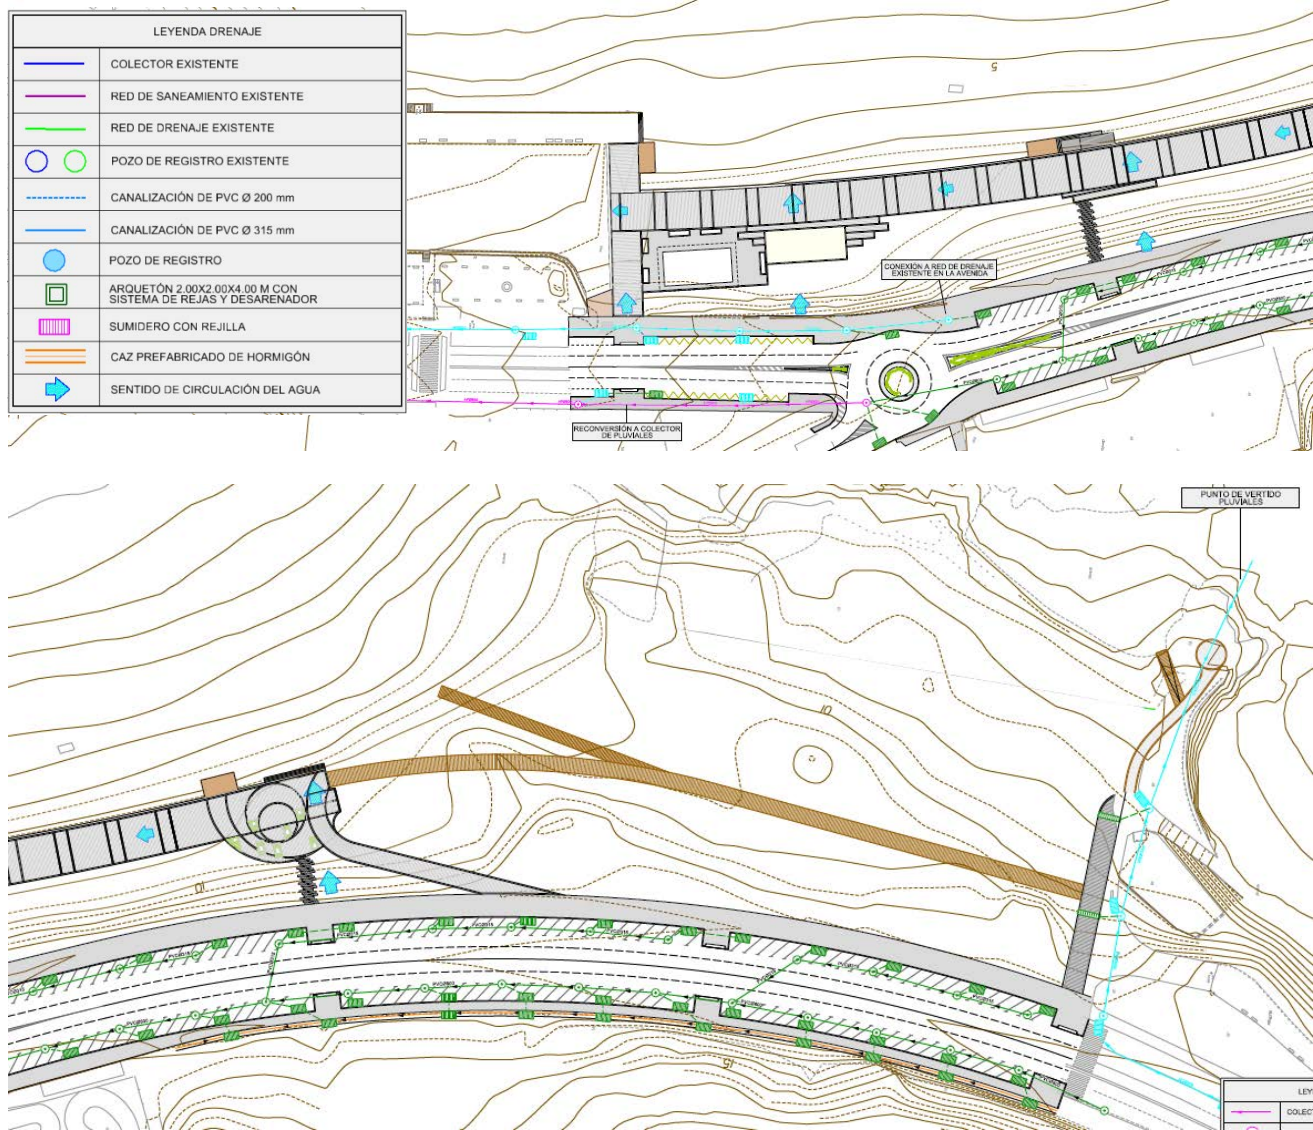 LEYENDA DRENAJE
COLECTOR EXISTENTE
RED DE SANEAMIENTO EXISTENTE
RED DE DRENAJE EXISTENTE
POZO DE REGISTRO EXISTENTE
CANALIZACIÓN DE PVC Ø 200 mm
CANALIZACIÓN DE PVC Ø 315 mm
POZO DE REGISTRO
ARQUETÓN 2.00X2.00X4.00 M CON
SISTEMA DE REJAS Y DESARENADOR
SUMIDERO CON REJILLA
CAZ PREFABRICADO DE HORMIGÓN
SENTIDO DE CIRCULACIÓN DEL AGUA
5
CONEXIÓN A RED DE DRENAJE
EXISTENTE EN LA AVENIDA
RECONVERSIÓN A COLECTOR
DE PLUVIALES
PUNTO DE VERTIDO
PLUVIALES
10
10
15
LEY
COLECT